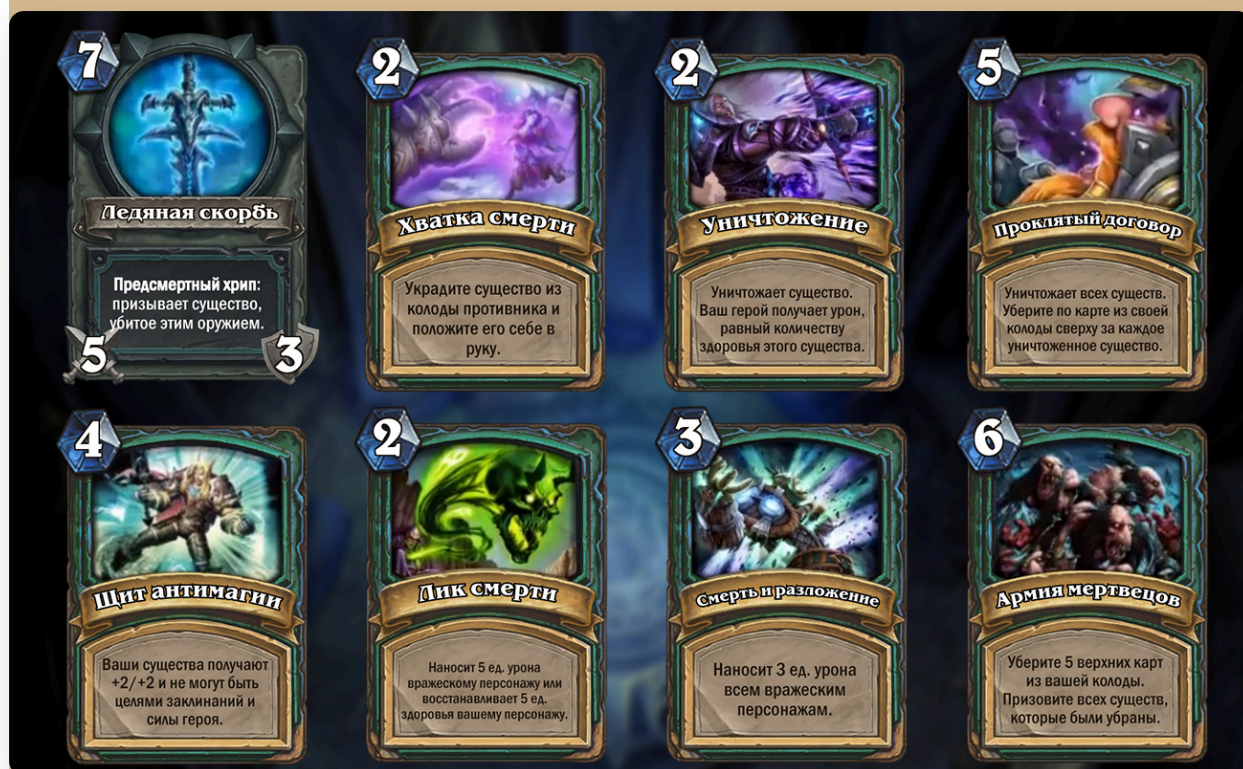 7
Ледяная скорбь
Предсмертный хрип:
призывает существо,
убитое этим оружием.
5
3
2
Хватка смерти
Украдите существо из
колоды противника и
положите его себе в
руку.
2
Уничтожение
Уничтожает существо.
Ваш герой получает урон,
равный количеству
здоровья этого существа.
5
Проклятый договор
Уничтожает всех существ.
Уберите по карте из своей
колоды сверху за каждое
уничтоженное существо.
4
Щит антимагии
Ваши существа получают
+2/+2 и не могут быть
целями заклинаний и
силы героя.
2
Лик смерти
Наносит 5 ед. урона
вражескому персонажу или
восстанавливает 5 ед.
здоровья вашему персонажу.
3
Смерть и разложение
Наносит 3 ед. урона
всем вражеским
персонажам.
6
Армия мертвецов
Уберите 5 верхних карт
из вашей колоды.
Призовите всех существ,
которые были убраны.